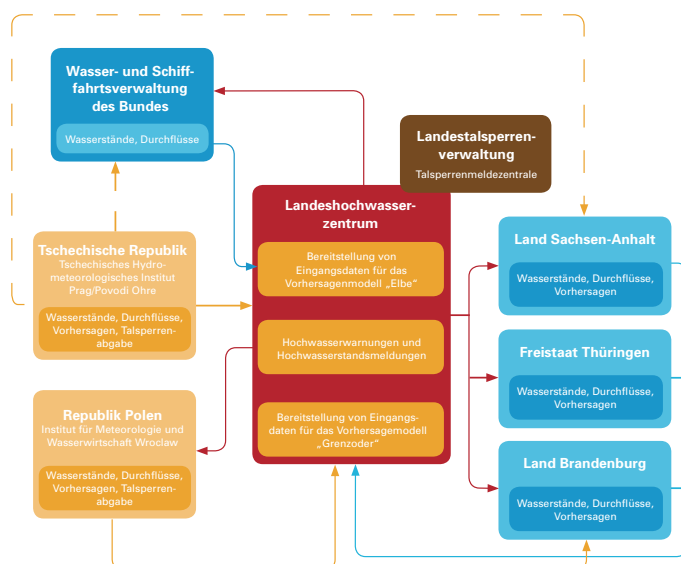 Wasser- und Schiff-
fahrtsverwaltung
des Bundes
Wasserstände, Durchflüsse
Landestalsperren-
verwaltung
Talsperrenmeldezentrale
Landeshochwasser-
zentrum
Bereitstellung von
Eingangsdaten für das
Vorhersagenmodell „Elbe“
Hochwasserwarnungen und
Hochwasserstandsmeldungen
Bereitstellung von Eingangs-
daten für das Vorhersagemodell
„Grenzoder“
Tschechische Republik
Tschechisches Hydro-
meteorologisches Institut
Prag/Povodi Ohre
Wasserstände, Durchflüsse,
Vorhersagen, Talsperren-
abgabe
Republik Polen
Institut für Meteorologie und
Wasserwirtschaft Wrocław
Wasserstände, Durchflüsse,
Vorhersagen, Talsperren-
abgabe
Land Sachsen-Anhalt
Wasserstände, Durchflüsse,
Vorhersagen
Freistaat Thüringen
Wasserstände, Durchflüsse,
Vorhersagen
Land Brandenburg
Wasserstände, Durchflüsse,
Vorhersagen